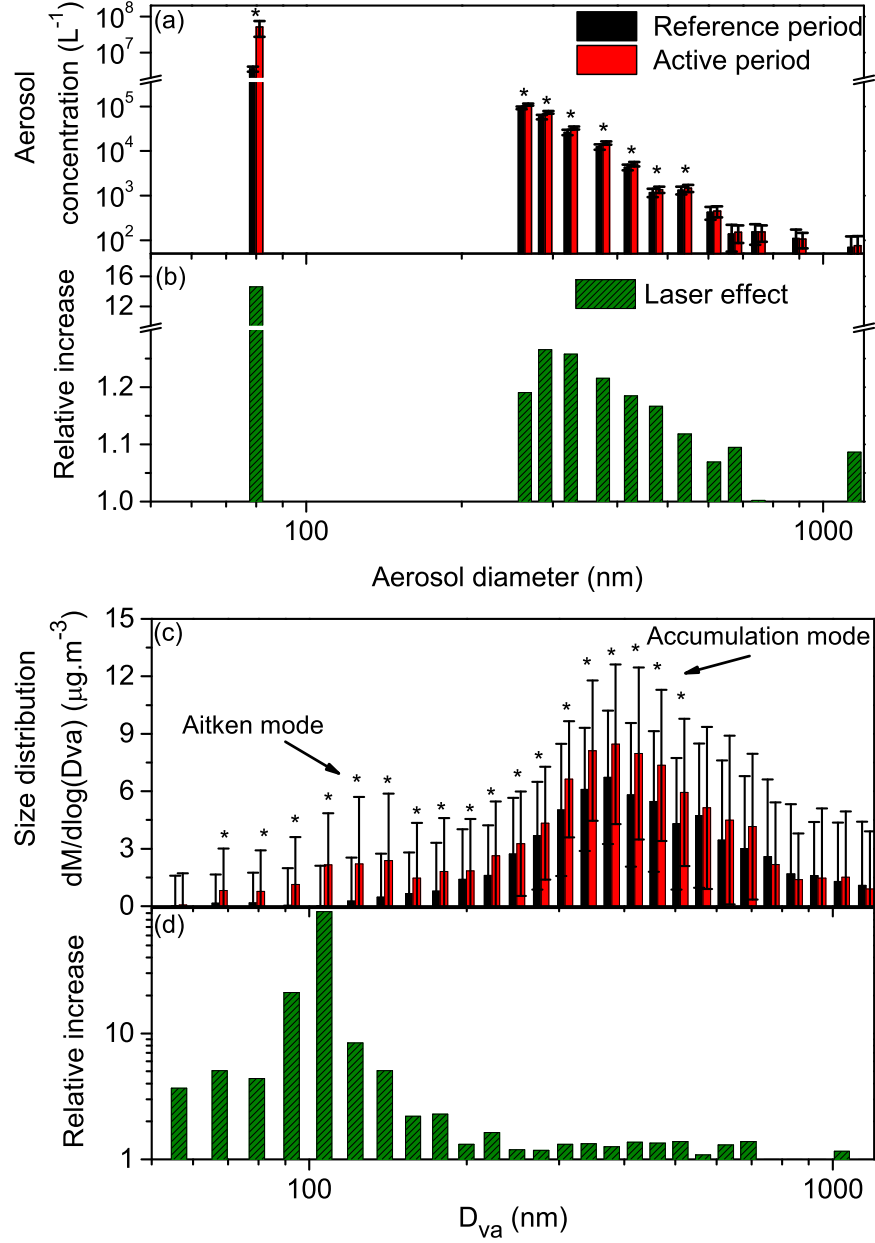 (a)
Reference period
Active period
Aerosol
concentration (L⁻¹)
10⁸
10⁷
10⁵
10⁴
10³
10²
*
* * * * * * *
(b)
Laser effect
Relative increase
16
12
1.2
1.1
1.0
100 1000
Aerosol diameter (nm)
(c)
Accumulation mode
Aitken mode
Size distribution
dM/dlog(Dva) (μg.m⁻³)
15
12
9
6
3
0
* * * * * * * * * * * * * * * * *
(d)
Relative increase
10
1
100 1000
Dva (nm)